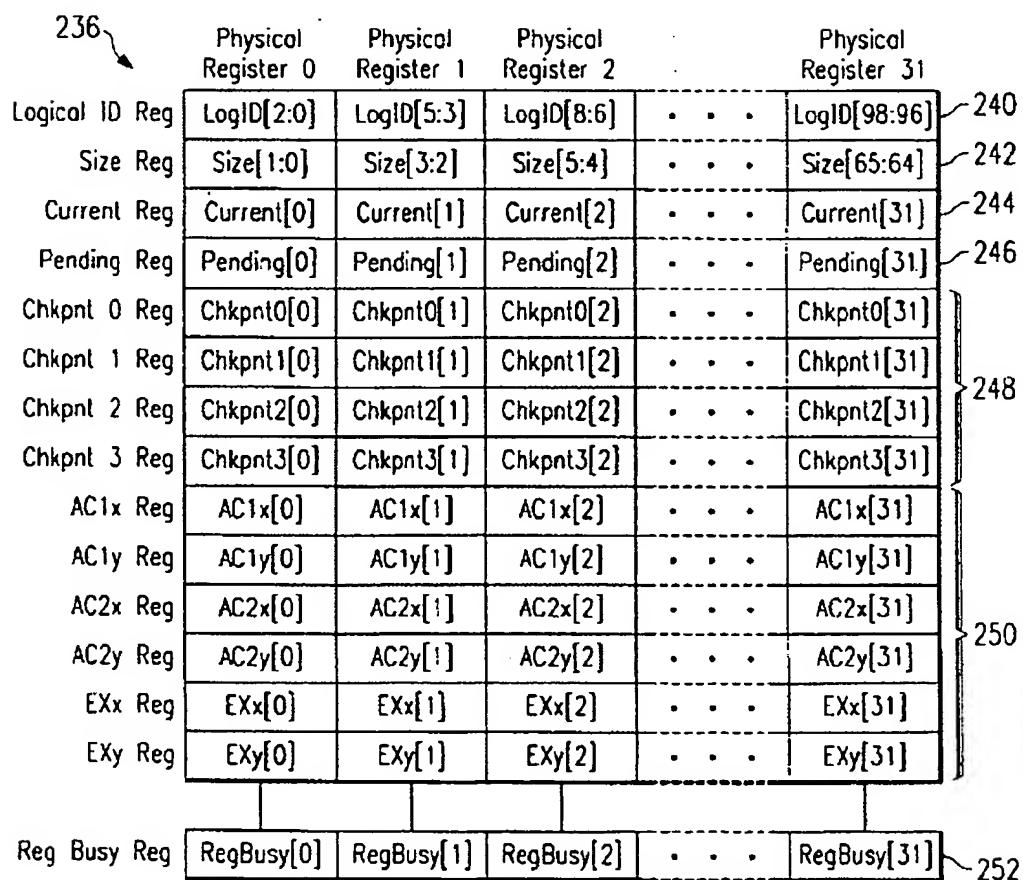 236
Physical Register 0 Physical Register 1 Physical Register 2 Physical Register 31
Logical ID Reg LogID[2:0] LogID[5:3] LogID[8:6] . . . LogID[98:96] 240
Size Reg Size[1:0] Size[3:2] Size[5:4] . . . Size[65:64] 242
Current Reg Current[0] Current[1] Current[2] . . . Current[31] 244
Pending Reg Pending[0] Pending[1] Pending[2] . . . Pending[31] 246
Chkpnt 0 Reg Chkpnt0[0] Chkpnt0[1] Chkpnt0[2] . . . Chkpnt0[31]
Chkpnt 1 Reg Chkpnt1[0] Chkpnt1[1] Chkpnt1[2] . . . Chkpnt1[31]
248
Chkpnt 2 Reg Chkpnt2[0] Chkpnt2[1] Chkpnt2[2] . . . Chkpnt2[31]
Chkpnt 3 Reg Chkpnt3[0] Chkpnt3[1] Chkpnt3[2] . . . Chkpnt3[31]
AC1x Reg AC1x[0] AC1x[1] AC1x[2] . . . AC1x[31]
AC1y Reg AC1y[0] AC1y[1] AC1y[2] . . . AC1y[31]
AC2x Reg AC2x[0] AC2x[1] AC2x[2] . . . AC2x[31]
250
AC2y Reg AC2y[0] AC2y[1] AC2y[2] . . . AC2y[31]
EXx Reg EXx[0] EXx[1] EXx[2] . . . EXx[31]
EXy Reg EXy[0] EXy[1] EXy[2] . . . EXy[31]
Reg Busy Reg RegBusy[0] RegBusy[1] RegBusy[2] . . . RegBusy[31] 252